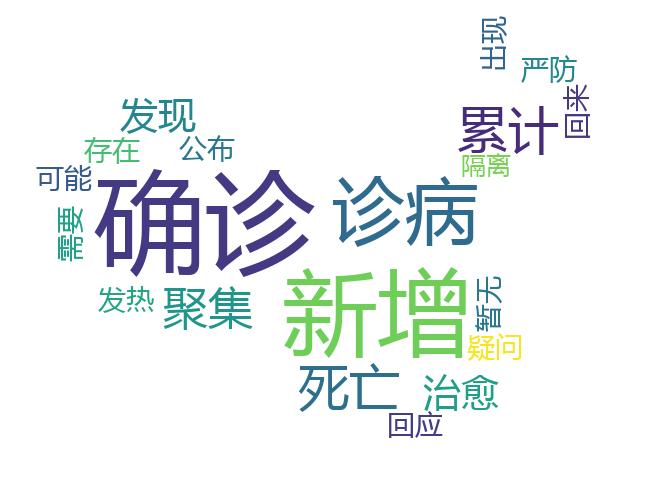 出现
严防
回来
累计
发现
公布
存在
隔离
可能
确诊
诊病
需要
新增
发热
聚集
暂无
疑问
死亡
治愈
回应